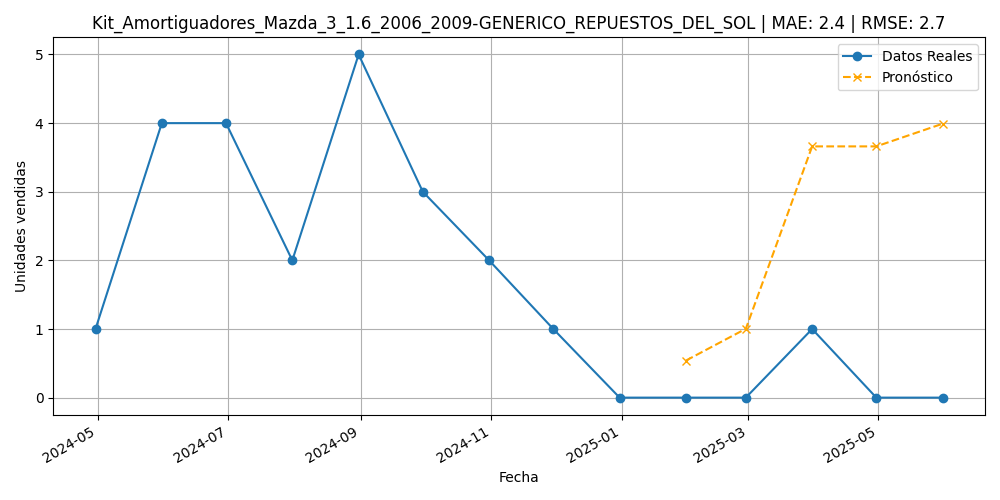 Kit_Amortiguadores_Mazda_3_1.6_2006_2009-GENERICO_REPUESTOS_DEL_SOL | MAE: 2.4 | RMSE: 2.7
Datos Reales
Pronóstico
Unidades vendidas
5
4
3
2
1
0
2024-05
2024-07
2024-09
2024-11
2025-01
2025-03
2025-05
Fecha